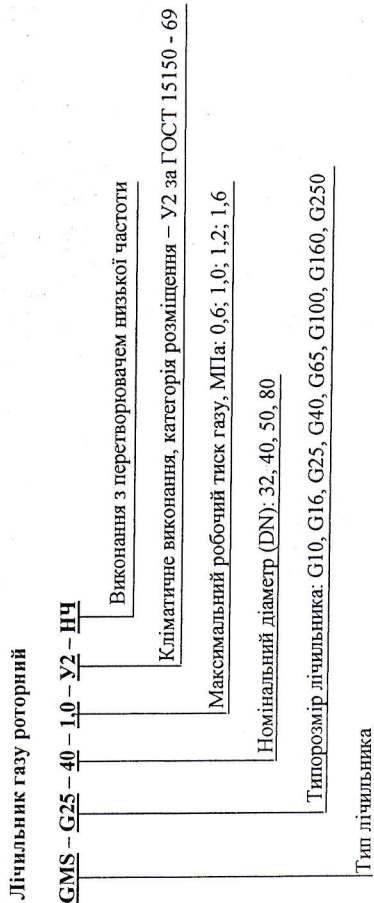 Лічильник газу роторний
GMS – G25 – 40 – 1,0 – У2 – НЧ
Виконання з перетворювачем низької частоти
Кліматичне виконання, категорія розміщення – У2 за ГОСТ 15150 - 69
Максимальний робочий тиск газу, МПа: 0,6; 1,0; 1,2; 1,6
Номінальний діаметр (DN): 32, 40, 50, 80
Типорозмір лічильника: G10, G16, G25, G40, G65, G100, G160, G250
Тип лічильника